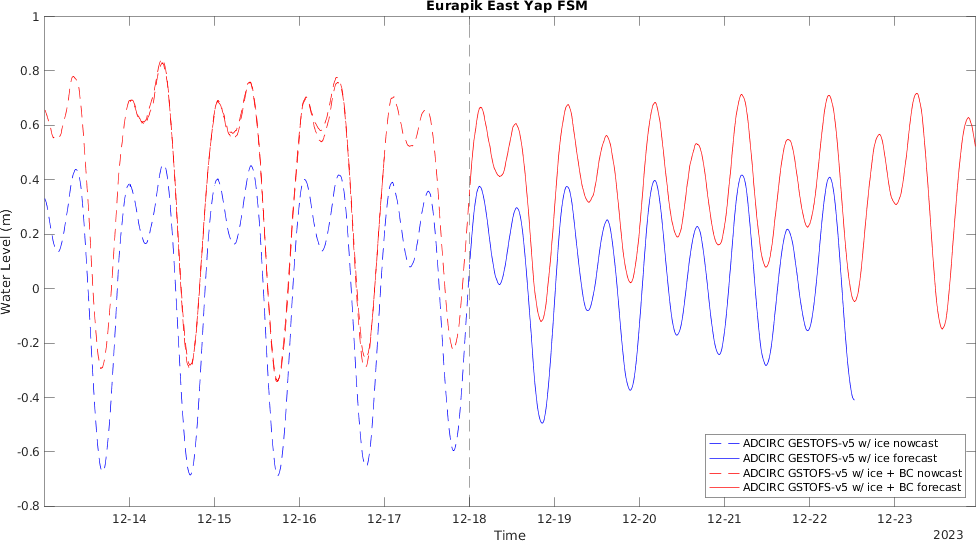 Eurapik East Yap FSM
1
0.8
0.6
0.4
0.2
0
-0.2
-0.4
-0.6
-0.8
Water Level (m)
ADCIRC GESTOFS-v5 w/ ice nowcast
ADCIRC GESTOFS-v5 w/ ice forecast
ADCIRC GSTOFS-v5 w/ ice + BC nowcast
ADCIRC GSTOFS-v5 w/ ice + BC forecast
12-14 12-15 12-16 12-17 12-18 12-19 12-20 12-21 12-22 12-23
Time
2023